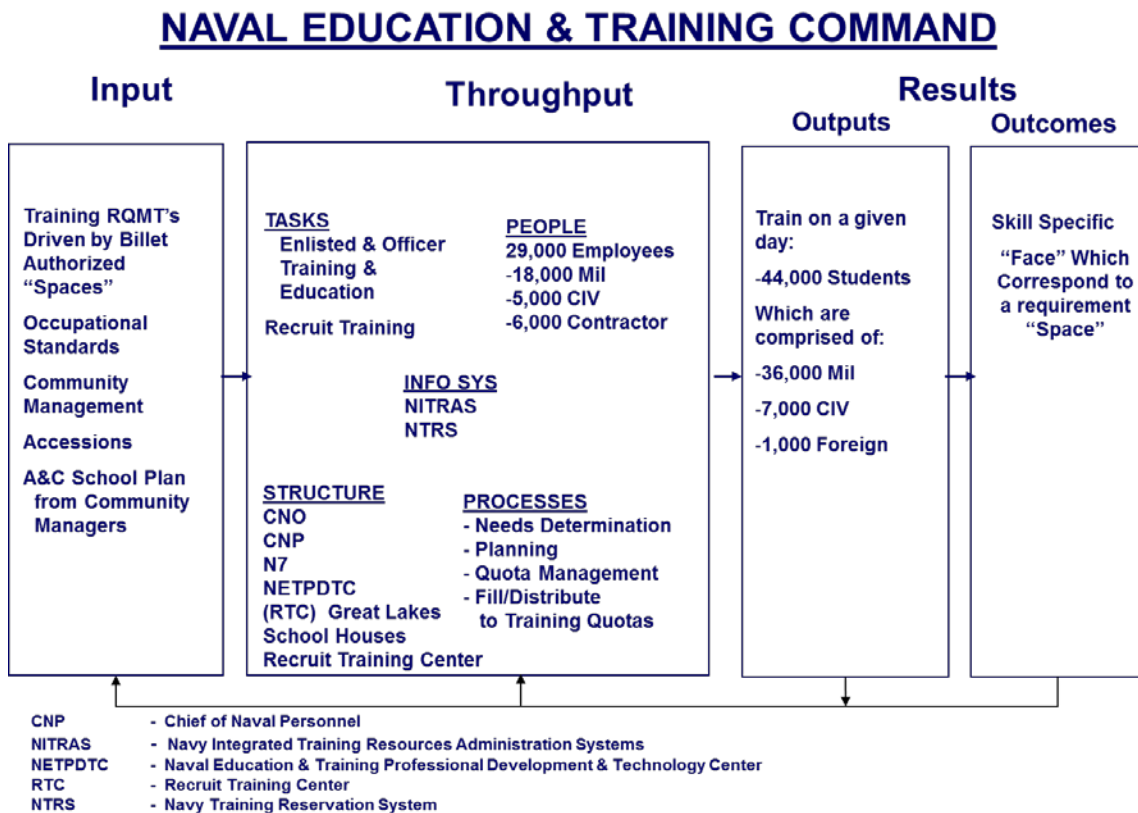 NAVAL EDUCATION & TRAINING COMMAND
Input
Throughput
Results
Outputs
Outcomes
Training RQMT's
Driven by Billet
Authorized
“Spaces”
Occupational
Standards
Community
Management
Accessions
A&C School Plan
from Community
Managers
TASKS
Enlisted & Officer
Training &
Education
Recruit Training
PEOPLE
29,000 Employees
-18,000 Mil
-5,000 CIV
-6,000 Contractor
INFO SYS
NITRAS
NTRS
STRUCTURE
CNO
CNP
N7
NETPDTC
(RTC) Great Lakes
School Houses
Recruit Training Center
PROCESSES
- Needs Determination
- Planning
- Quota Management
- Fill/Distribute
to Training Quotas
Train on a given
day:
-44,000 Students
Which are
comprised of:
-36,000 Mil
-7,000 CIV
-1,000 Foreign
Skill Specific
“Face” Which
Correspond to
a requirement
“Space”
CNP - Chief of Naval Personnel
NITRAS - Navy Integrated Training Resources Administration Systems
NETPDTC - Naval Education & Training Professional Development & Technology Center
RTC - Recruit Training Center
NTRS - Navy Training Reservation System